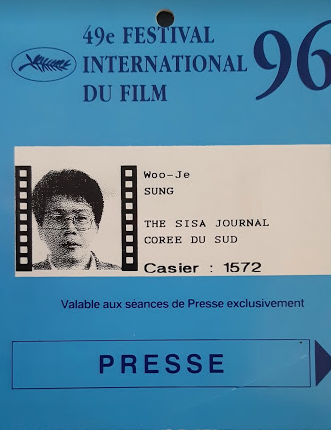 49e FESTIVAL
INTERNATIONAL
DU FILM
96
Woo-Je
SUNG
THE SISA JOURNAL
COREE DU SUD
Casier : 1572
Valable aux séances de Presse exclusivement
PRESSE